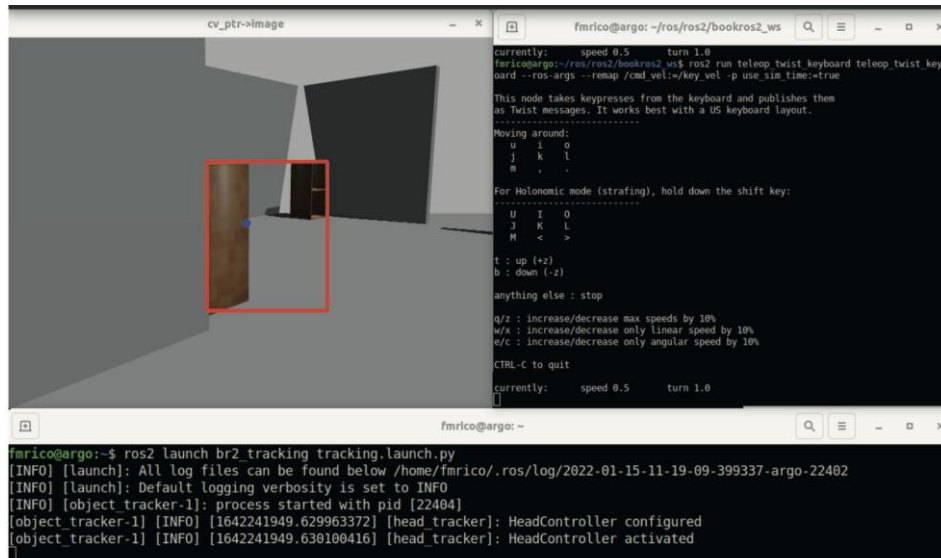 cv_ptr->image
fmrico@argo: ~/ros/ros2/bookros2_ws
currently: speed 0.5 turn 1.0
fmrico@argo:~/ros/ros2/bookros2_ws$ ros2 run teleop_twist_keyboard teleop_twist_key
oard --ros-args --remap /cmd_vel:=/key_vel -p use_sim_time:=true
This node takes keypresses from the keyboard and publishes them
as Twist messages. It works best with a US keyboard layout.
---------------------------
Moving around:
u i o
j k l
m , .
For Holonomic mode (strafing), hold down the shift key:
---------------------------
U I O
J K L
M < >
t : up (+z)
b : down (-z)
anything else : stop
q/z : increase/decrease max speeds by 10%
w/x : increase/decrease only linear speed by 10%
e/c : increase/decrease only angular speed by 10%
CTRL-C to quit
currently: speed 0.5 turn 1.0
fmrico@argo: ~
fmrico@argo:~$ ros2 launch br2_tracking tracking.launch.py
[INFO] [launch]: All log files can be found below /home/fmrico/.ros/log/2022-01-15-11-19-09-399337-argo-22402
[INFO] [launch]: Default logging verbosity is set to INFO
[INFO] [object_tracker-1]: process started with pid [22404]
[object_tracker-1] [INFO] [1642241949.629963372] [head_tracker]: HeadController configured
[object_tracker-1] [INFO] [1642241949.630100416] [head_tracker]: HeadController activated